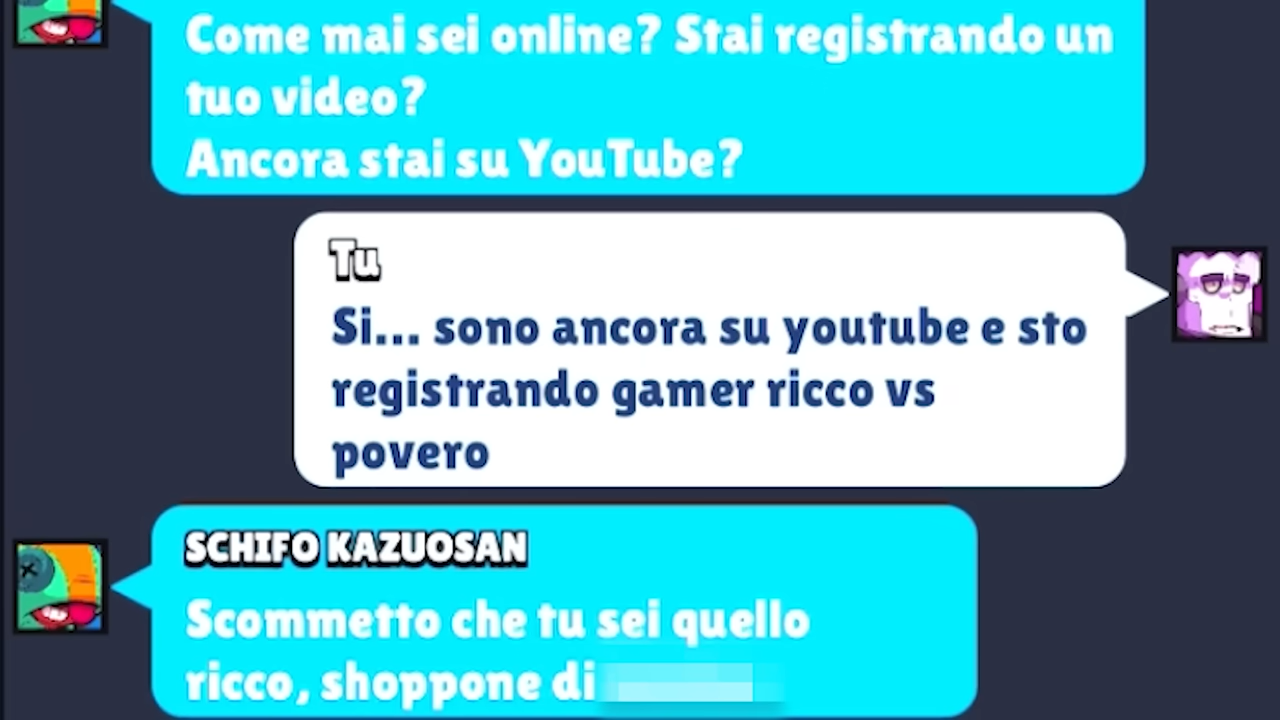 Come mai sei online? Stai registrando un
tuo video?
Ancora stai su YouTube?
Tu
Si... sono ancora su youtube e sto
registrando gamer ricco vs
povero
SCHIFO KAZUOSAN
Scommetto che tu sei quello
ricco, shoppone di